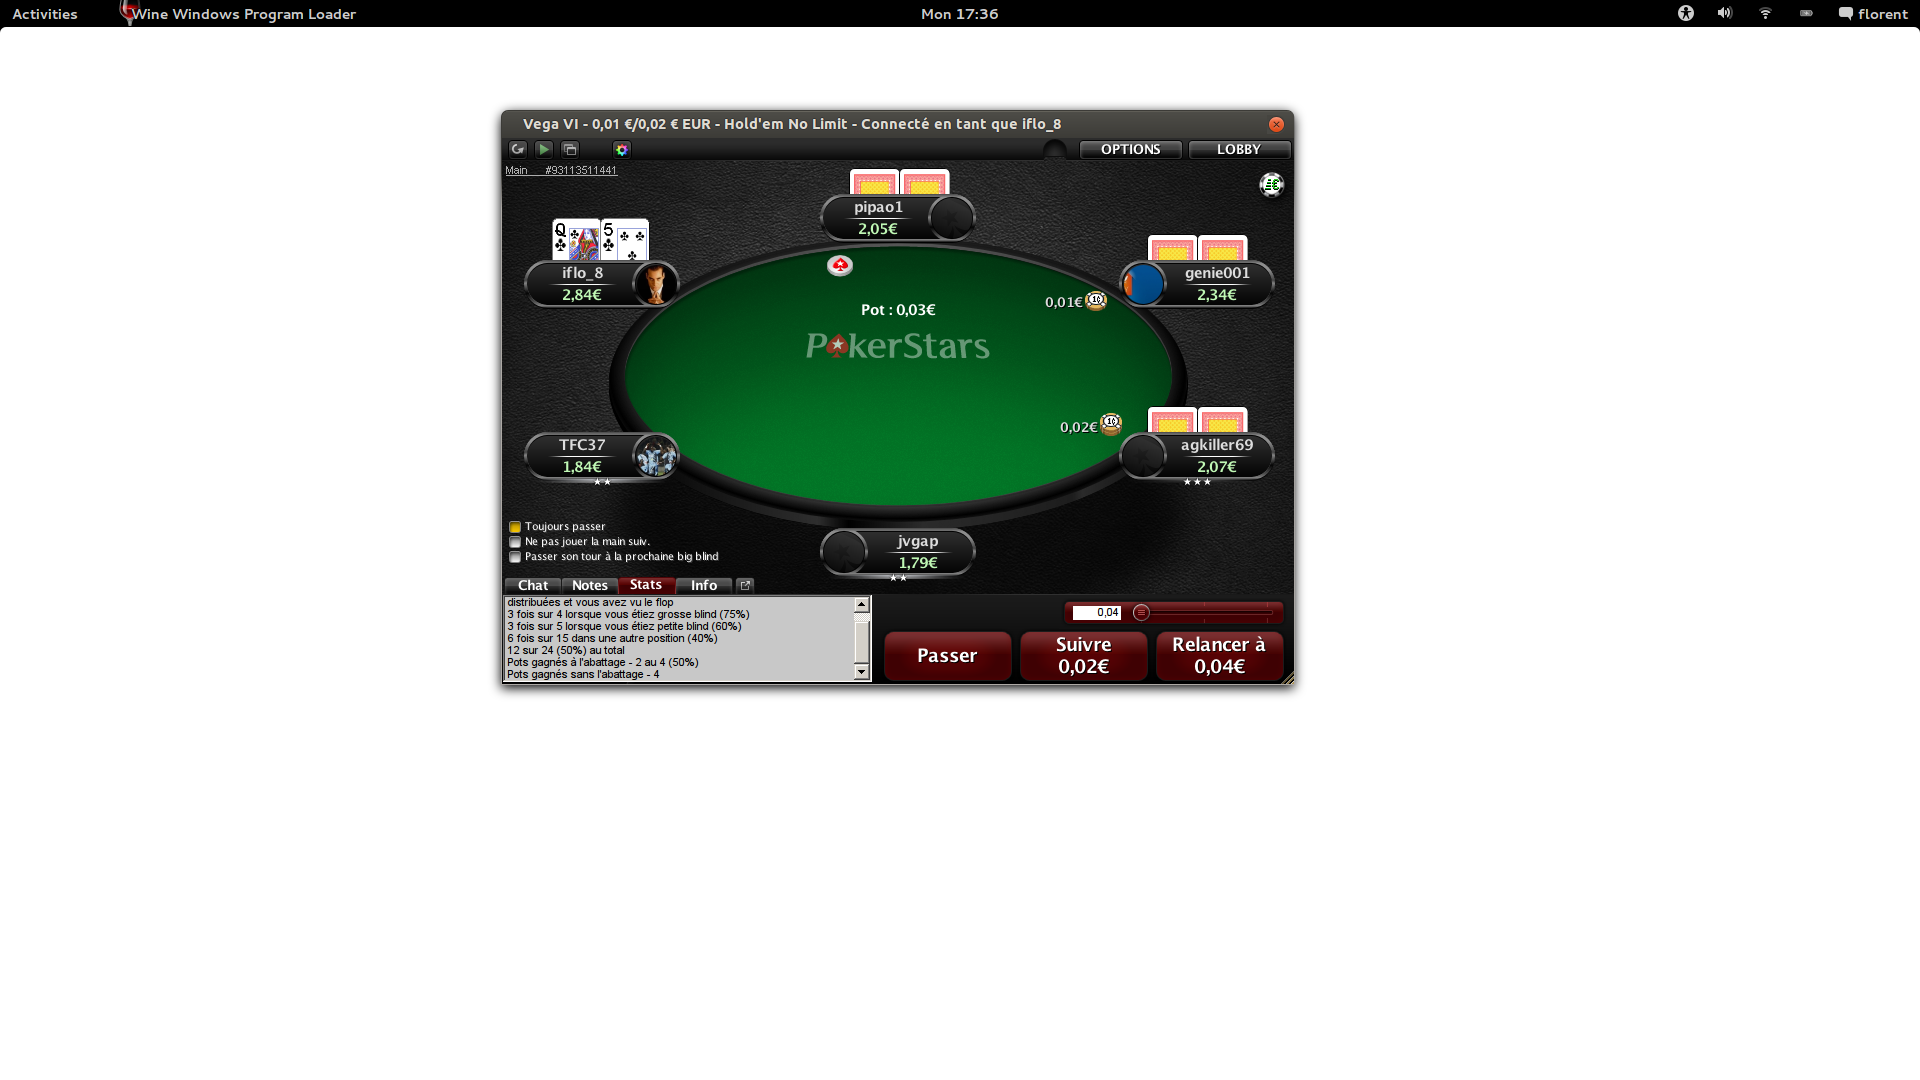 Activities
Wine Windows Program Loader
Mon 17:36
florent
Vega VI - 0,01 €/0,02 € EUR - Hold'em No Limit - Connecté en tant que iflo_8
OPTIONS
LOBBY
Main #93113511441
pipao1
2,05€
Q
5
iflo_8
2,84€
genie001
2,34€
0,01€
Pot : 0,03€
PokerStars
TFC37
1,84€
0,02€
agkiller69
2,07€
jvgap
1,79€
Toujours passer
Ne pas jouer la main suiv.
Passer son tour à la prochaine big blind
Chat
Notes
Stats
Info
distribuées et vous avez vu le flop
3 fois sur 4 lorsque vous étiez grosse blind (75%)
3 fois sur 5 lorsque vous étiez petite blind (60%)
6 fois sur 15 dans une autre position (40%)
12 sur 24 (50%) au total
Pots gagnés à l'abattage - 2 au 4 (50%)
Pots gagnés sans l'abattage - 4
0,04
Passer
Suivre
0,02€
Relancer à
0,04€